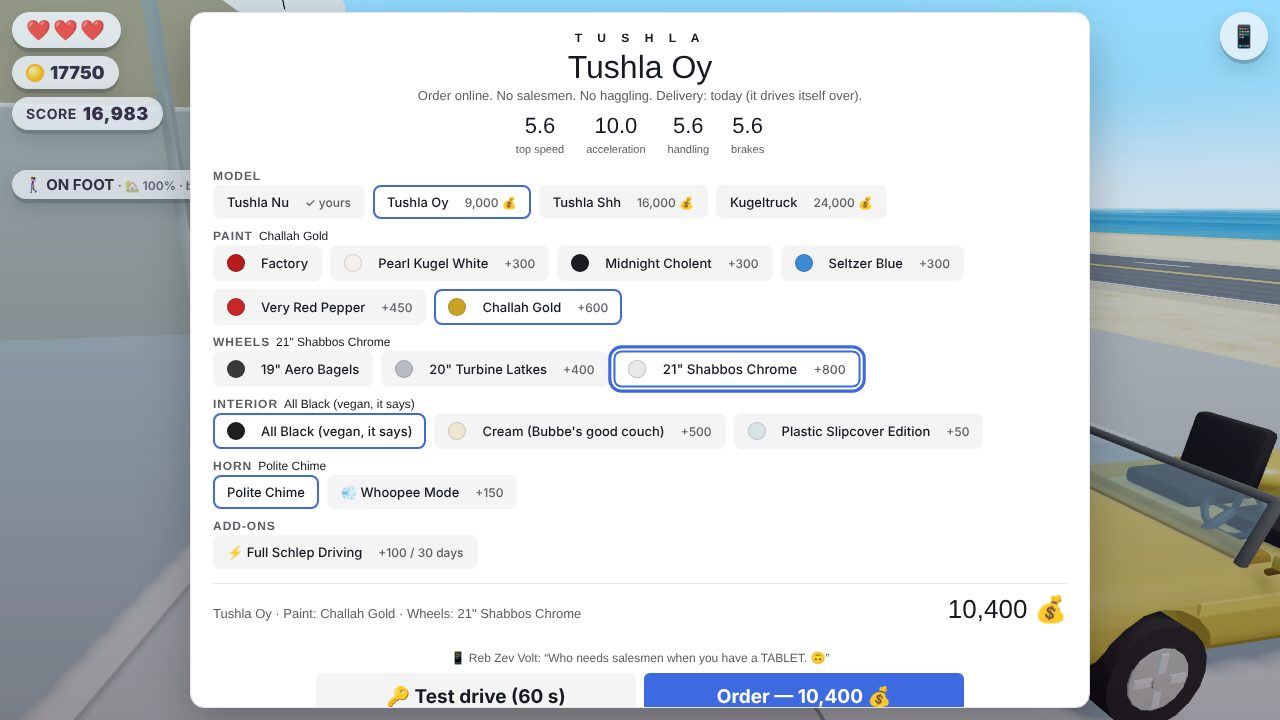 17750
SCORE 16,983
🚶🏻‍♀️ ON FOOT · 🏡 100% ·
T U S H L A
Tushla Oy
Order online. No salesmen. No haggling. Delivery: today (it drives itself over).
5.6 10.0 5.6 5.6
top speed acceleration handling brakes
MODEL
Tushla Nu ✓ yours Tushla Oy 9,000 💰 Tushla Shh 16,000 💰 Kugeltruck 24,000 💰
PAINT Challah Gold
Factory Pearl Kugel White +300 Midnight Cholent +300 Seltzer Blue +300
Very Red Pepper +450 Challah Gold +600
WHEELS 21" Shabbos Chrome
19" Aero Bagels 20" Turbine Latkes +400 21" Shabbos Chrome +800
INTERIOR All Black (vegan, it says)
All Black (vegan, it says) Cream (Bubbe's good couch) +500 Plastic Slipcover Edition +50
HORN Polite Chime
Polite Chime 💨 Whoopee Mode +150
ADD-ONS
⚡ Full Schlep Driving +100 / 30 days
Tushla Oy · Paint: Challah Gold · Wheels: 21" Shabbos Chrome 10,400 💰
📱 Reb Zev Volt: “Who needs salesmen when you have a TABLET. 🙃”
🔑 Test drive (60 s) Order — 10,400 💰